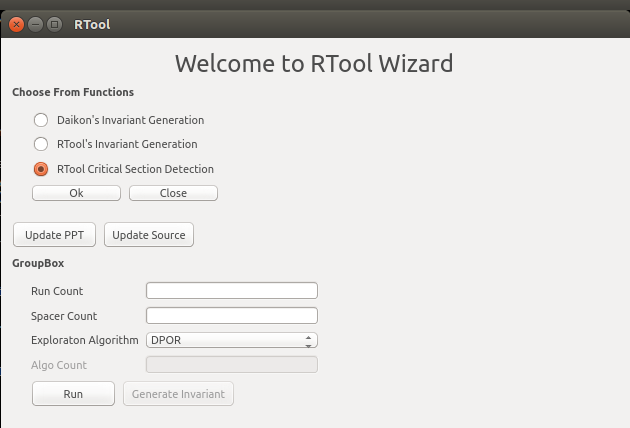 RTool
Welcome to RTool Wizard
Choose From Functions
Daikon's Invariant Generation
RTool's Invariant Generation
RTool Critical Section Detection
Ok Close
Update PPT Update Source
GroupBox
Run Count
Spacer Count
Exploraton Algorithm DPOR
Algo Count
Run Generate Invariant